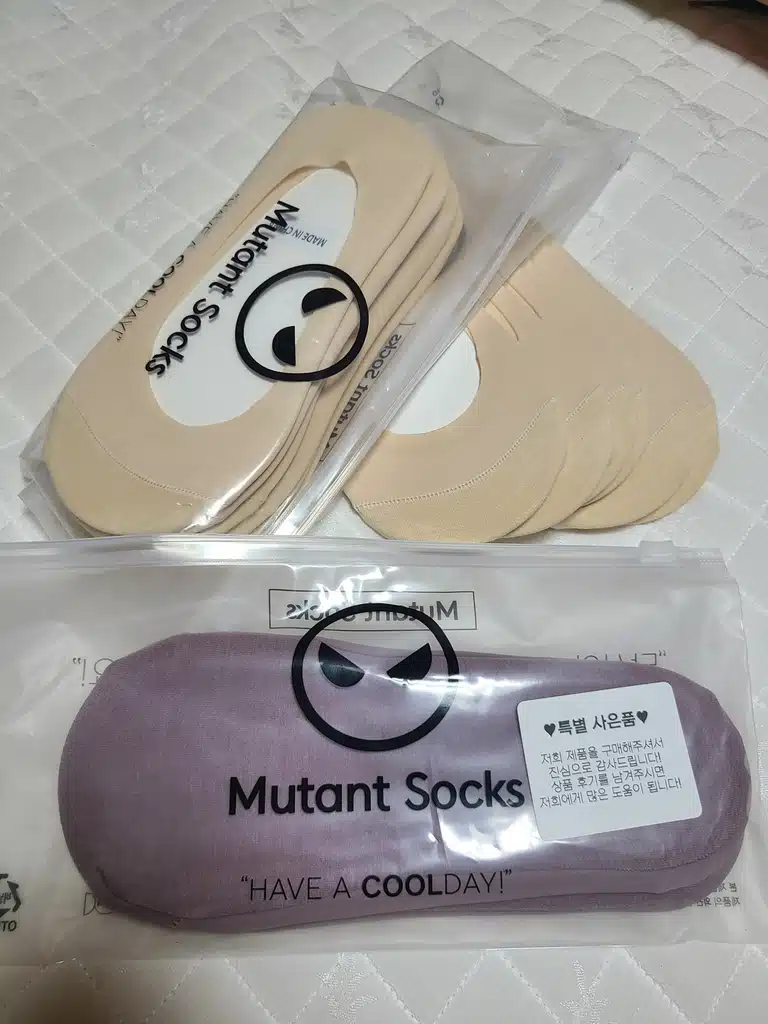 Mutant Socks
MADE IN
"HAVE A COOLDAY!"
Mutant Socks
Mutant Socks
Mutant Socks
"HAVE A COOLDAY!"
♥특별 사은품♥
저희 제품을 구매해주셔서
진심으로 감사드립니다!
상품 후기를 남겨주시면
저희에게 많은 도움이 됩니다!